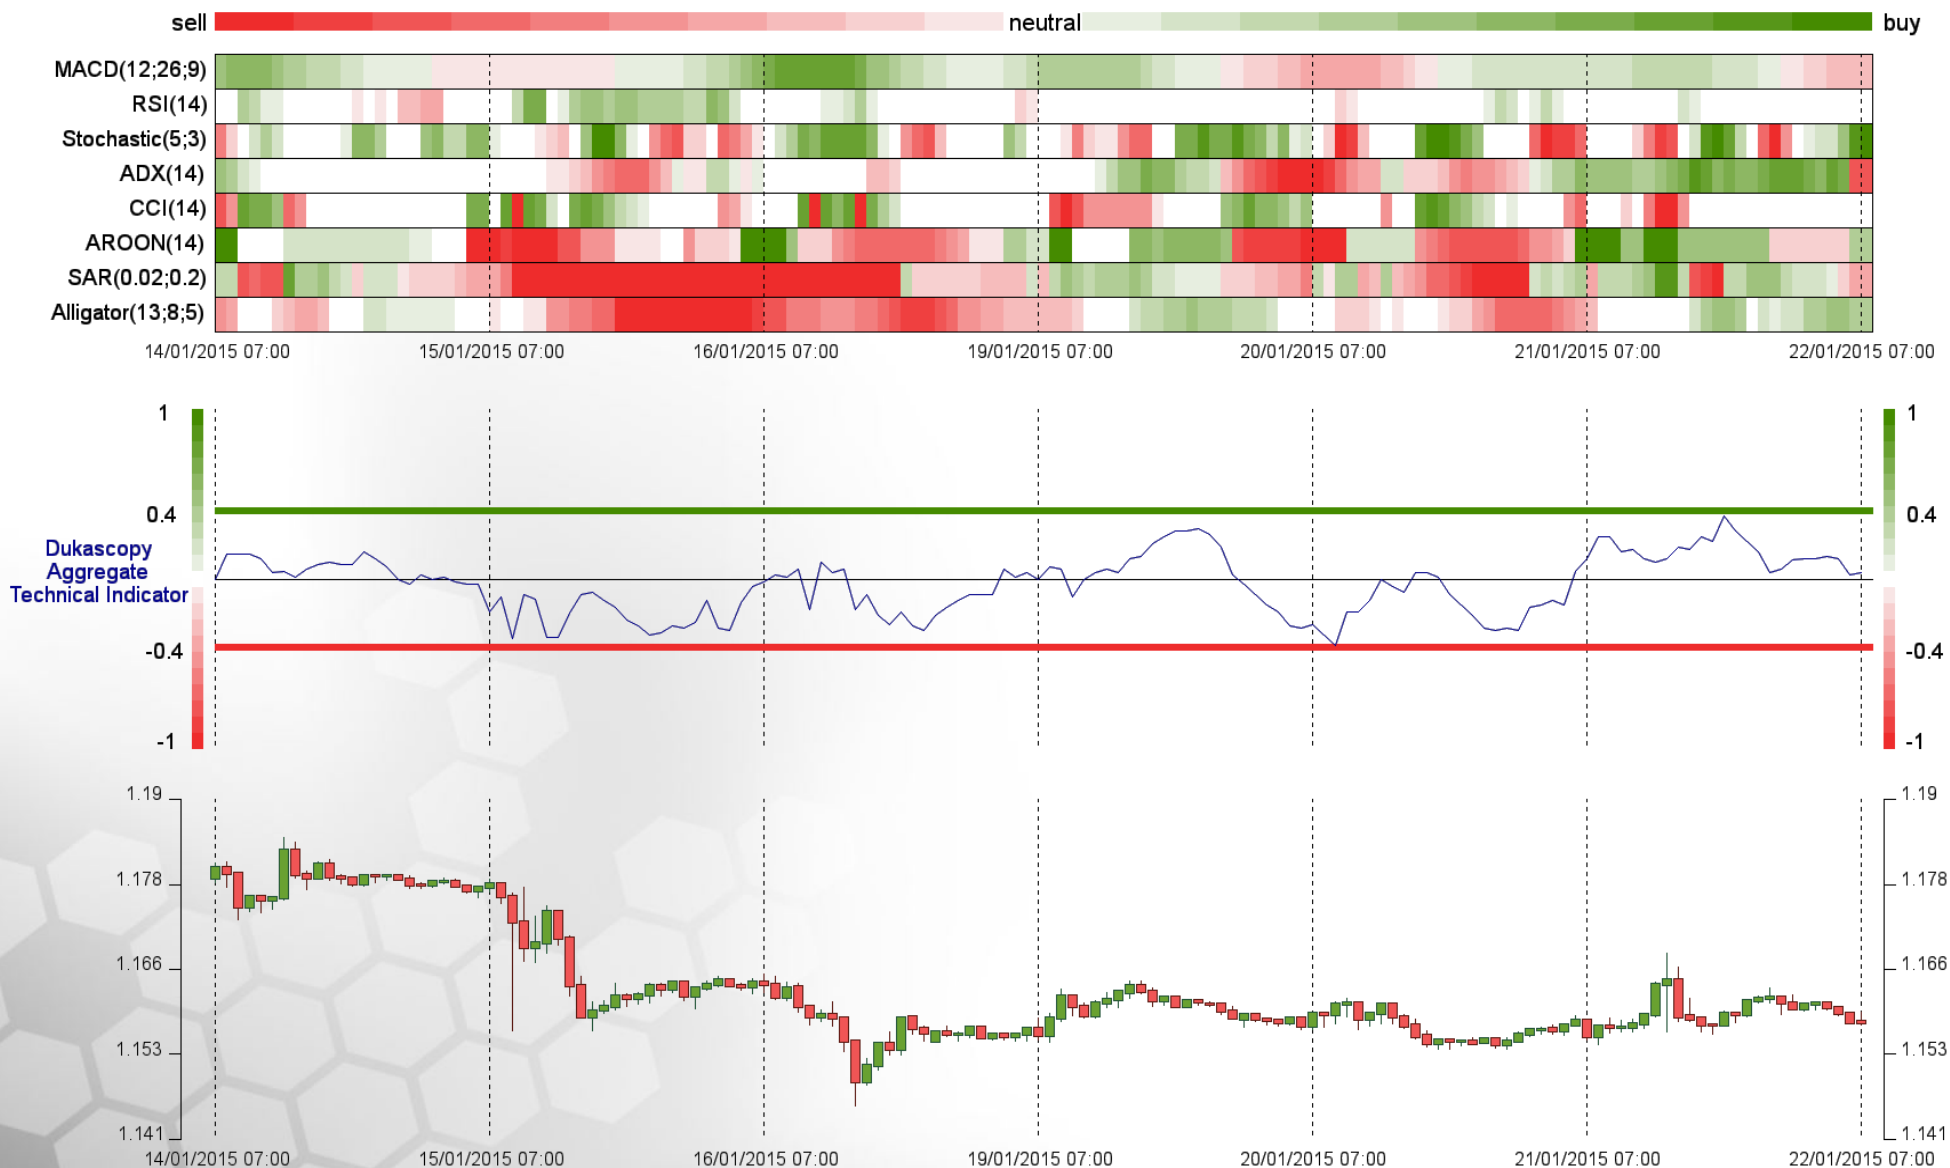 sell neutral buy
MACD(12;26;9)
RSI(14)
Stochastic(5;3)
ADX(14)
CCI(14)
AROON(14)
SAR(0.02;0.2)
Alligator(13;8;5)
14/01/2015 07:00 15/01/2015 07:00 16/01/2015 07:00 19/01/2015 07:00 20/01/2015 07:00 21/01/2015 07:00 22/01/2015 07:00
1 1
0.4 0.4
Dukascopy
Aggregate
Technical Indicator
-0.4 -0.4
-1 -1
1.19 1.19
1.178 1.178
1.166 1.166
1.153 1.153
1.141 1.141
14/01/2015 07:00 15/01/2015 07:00 16/01/2015 07:00 19/01/2015 07:00 20/01/2015 07:00 21/01/2015 07:00 22/01/2015 07:00